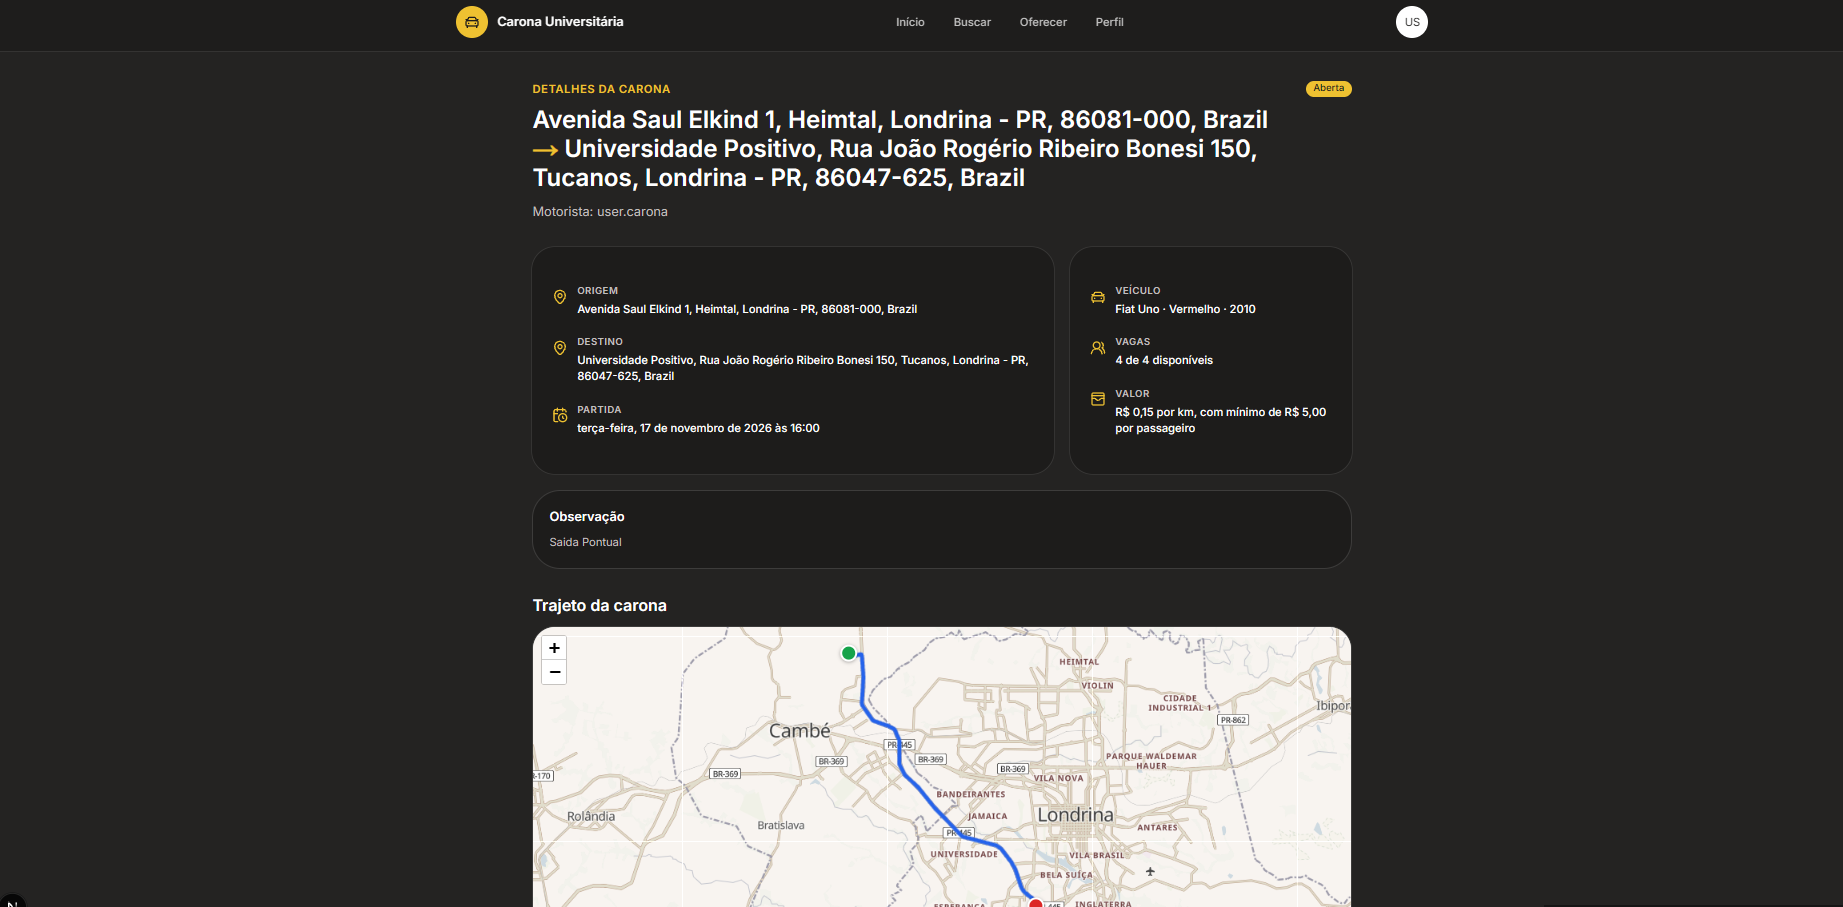 Carona Universitária
Início
Buscar
Oferecer
Perfil
US
DETALHES DA CARONA
Aberta
Avenida Saul Elkind 1, Heimtal, Londrina - PR, 86081-000, Brazil
→ Universidade Positivo, Rua João Rogério Ribeiro Bonesi 150,
Tucanos, Londrina - PR, 86047-625, Brazil
Motorista: user.carona
ORIGEM
Avenida Saul Elkind 1, Heimtal, Londrina - PR, 86081-000, Brazil
DESTINO
Universidade Positivo, Rua João Rogério Ribeiro Bonesi 150, Tucanos, Londrina - PR,
86047-625, Brazil
PARTIDA
terça-feira, 17 de novembro de 2026 às 16:00
VEÍCULO
Fiat Uno · Vermelho · 2010
VAGAS
4 de 4 disponíveis
VALOR
R$ 0,15 por km, com mínimo de R$ 5,00
por passageiro
Observação
Saida Pontual
Trajeto da carona
+
−
HEIMTAL
VIOLIN
CIDADE
INDUSTRIAL 1
PR-862
Cambé
BR-369
BR-369
BR-369
BR-369
PARQUE WALDEMAR
HAUER
VILA NOVA
BANDEIRANTES
JAMAICA
Londrina
Rolândia
Bratislava
ANTARES
UNIVERSIDADE
VILA BRASIL
BELA SUÍÇA
INGLATERRA